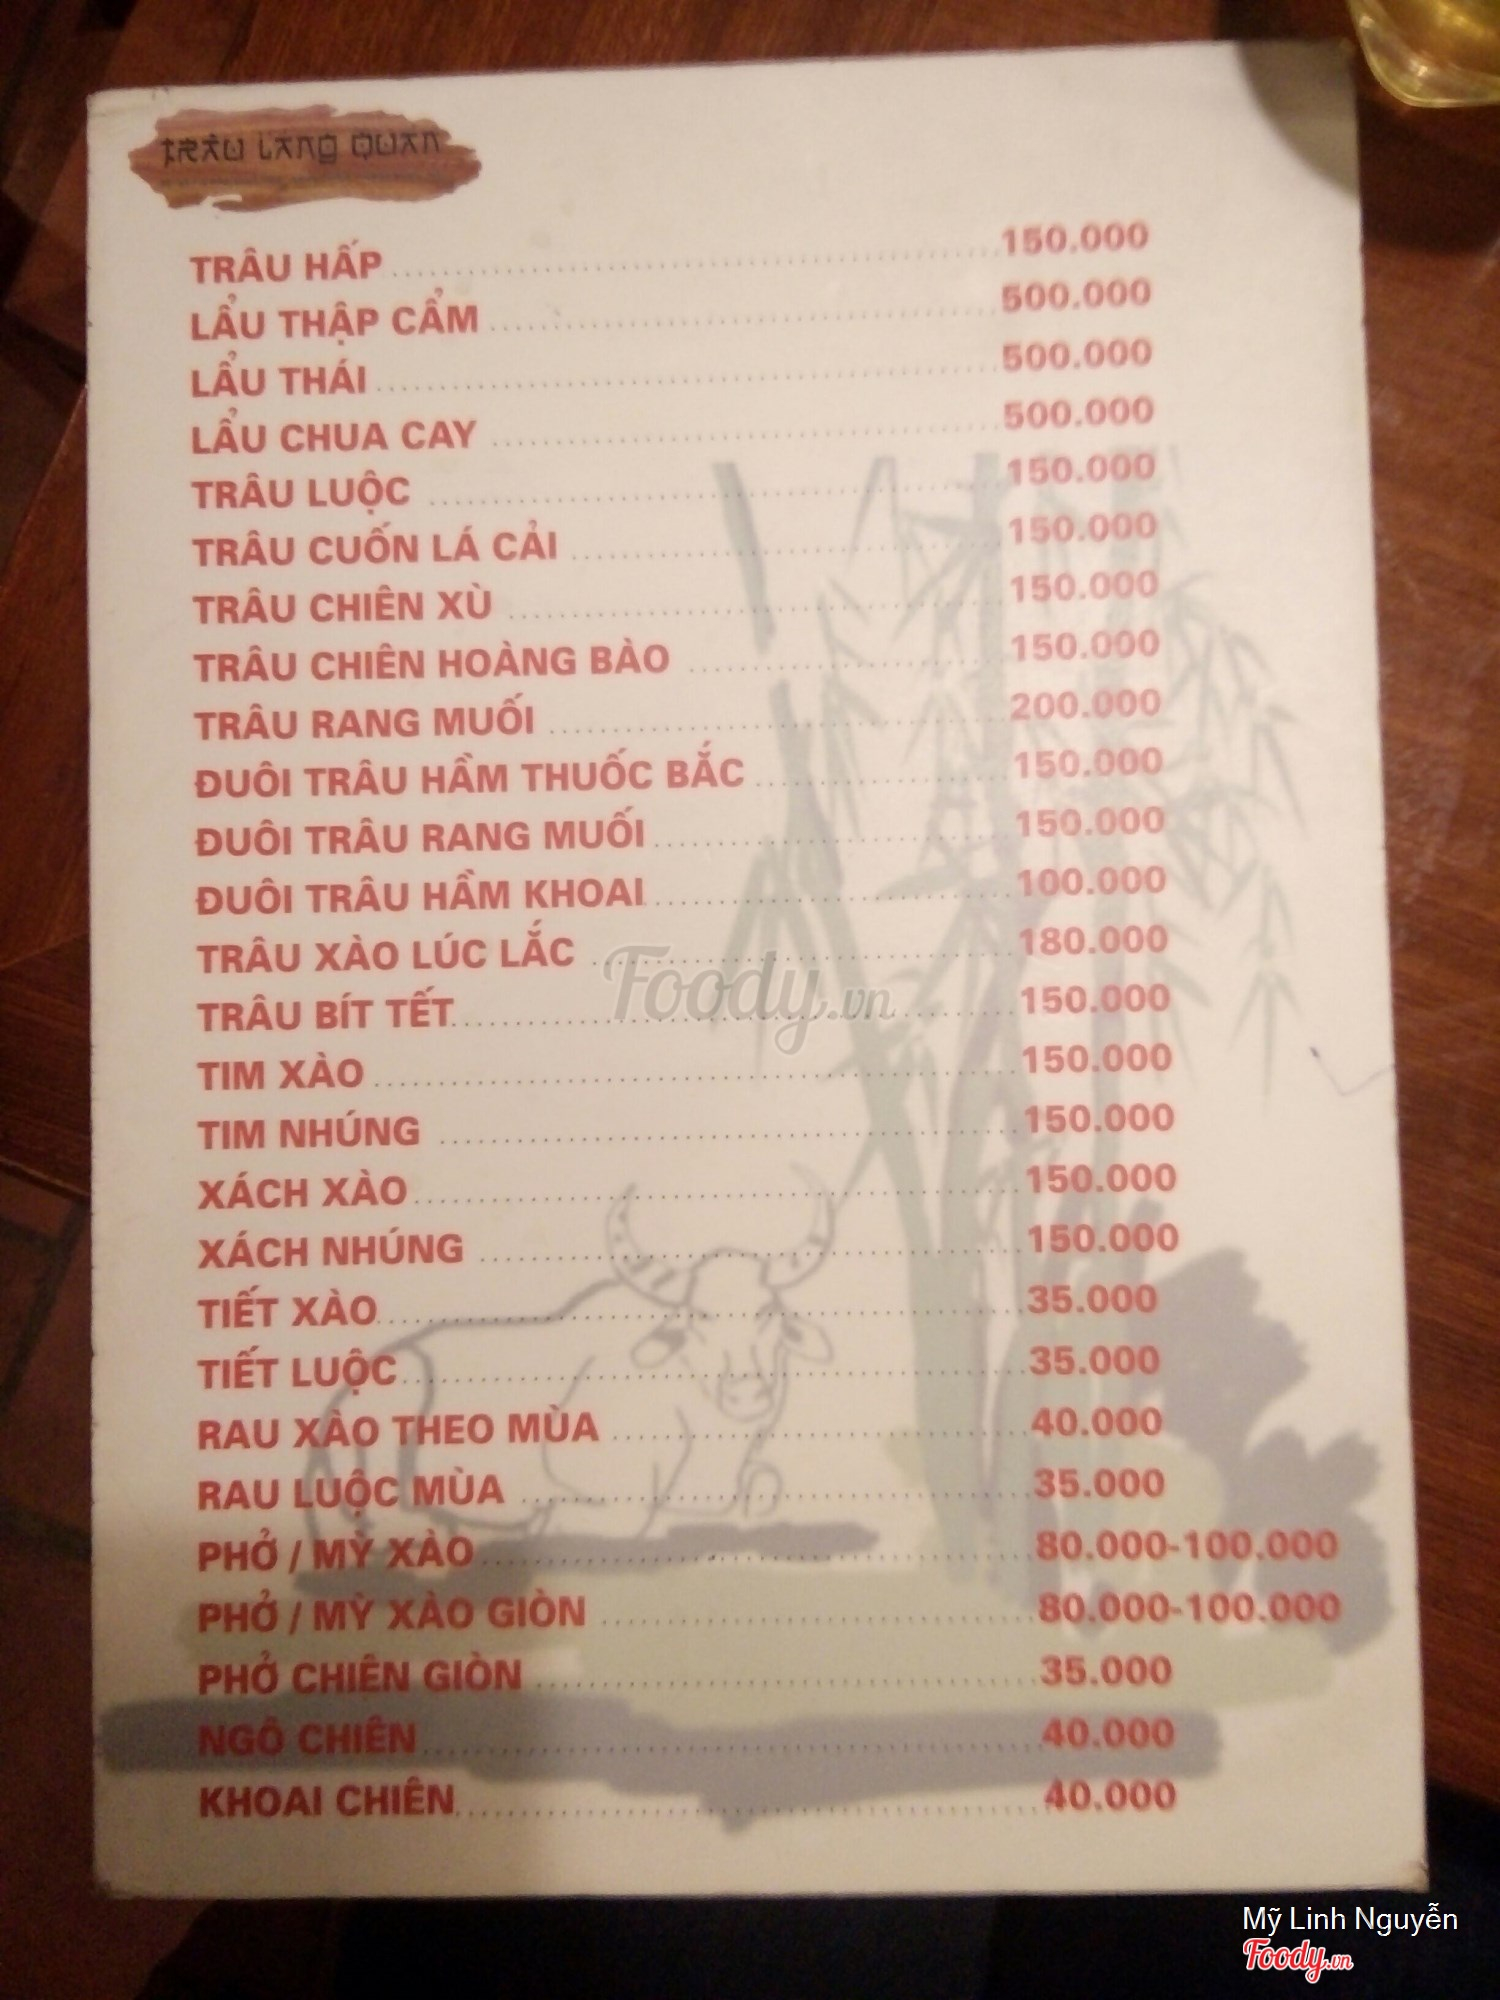 TRÂU LÀNG QUÁN
TRÂU HẤP 150.000
LẨU THẬP CẨM 500.000
LẨU THÁI 500.000
LẨU CHUA CAY 500.000
TRÂU LUỘC 150.000
TRÂU CUỐN LÁ CẢI 150.000
TRÂU CHIÊN XÙ 150.000
TRÂU CHIÊN HOÀNG BÀO 150.000
TRÂU RANG MUỐI 200.000
ĐUÔI TRÂU HẦM THUỐC BẮC 150.000
ĐUÔI TRÂU RANG MUỐI 150.000
ĐUÔI TRÂU HẦM KHOAI 100.000
TRÂU XÀO LÚC LẮC 180.000
Foody.vn
TRÂU BÍT TẾT 150.000
TIM XÀO 150.000
TIM NHÚNG 150.000
XÁCH XÀO 150.000
XÁCH NHÚNG 150.000
TIẾT XÀO 35.000
TIẾT LUỘC 35.000
RAU XÀO THEO MÙA 40.000
RAU LUỘC MÙA 35.000
PHỞ / MỲ XÀO 80.000-100.000
PHỞ / MỲ XÀO GIÒN 80.000-100.000
PHỞ CHIÊN GIÒN 35.000
NGÔ CHIÊN 40.000
KHOAI CHIÊN 40.000
Mỹ Linh Nguyễn
Foody.vn